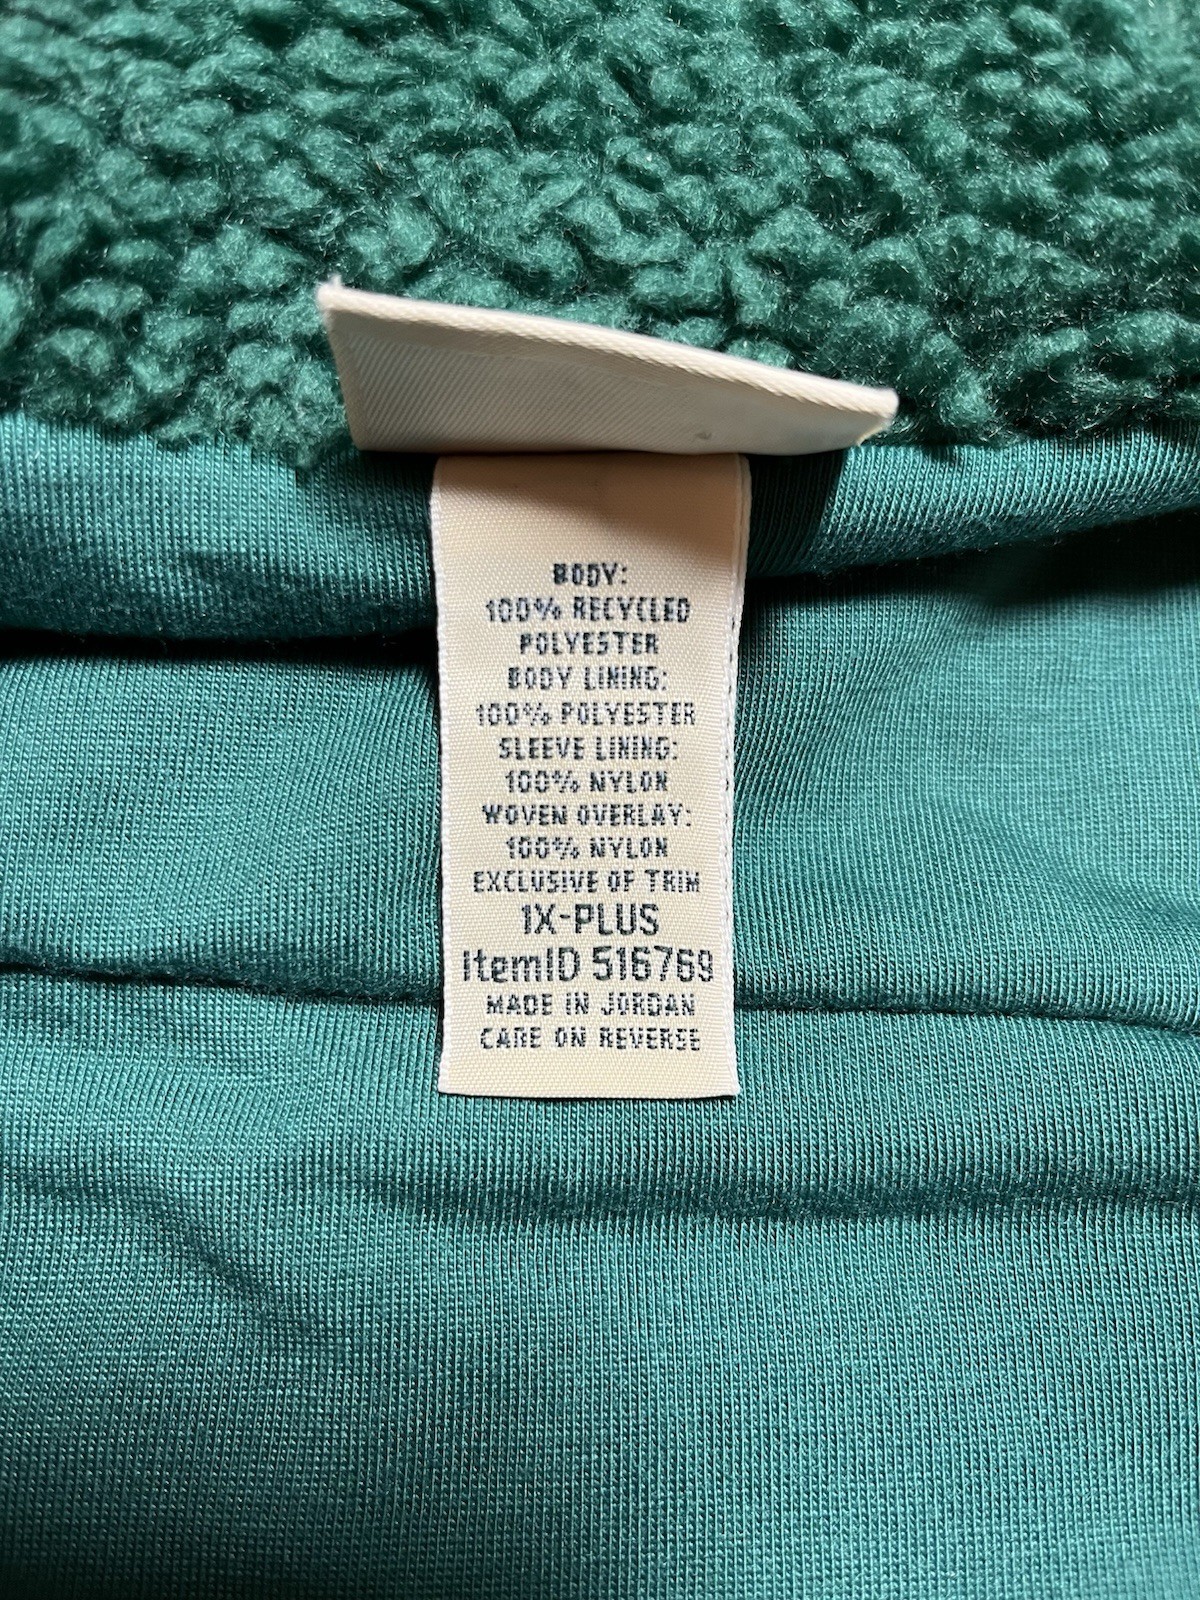 BODY:
100% RECYCLED
POLYESTER
BODY LINING:
100% POLYESTER
SLEEVE LINING:
100% NYLON
WOVEN OVERLAY:
100% NYLON
EXCLUSIVE OF TRIM
1X-PLUS
ItemID 516769
MADE IN JORDAN
CARE ON REVERSE